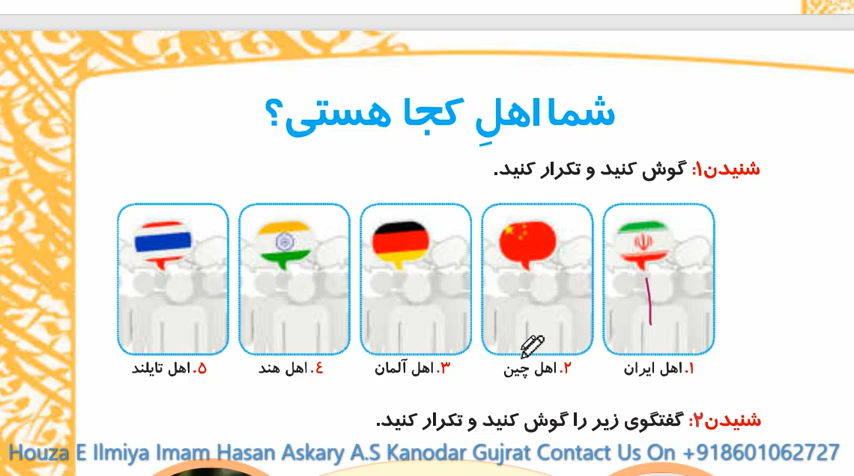 شما اهلِ کجا هستی؟
شنیدن۱: گوش کنید و تکرار کنید.
۱. اهل ایران
۲. اهل چین
۳. اهل آلمان
٤. اهل هند
۵. اهل تایلند
شنیدن۲: گفتگوی زیر را گوش کنید و تکرار کنید.
Houza E Ilmiya Imam Hasan Askary A.S Kanodar Gujrat Contact Us On +918601062727